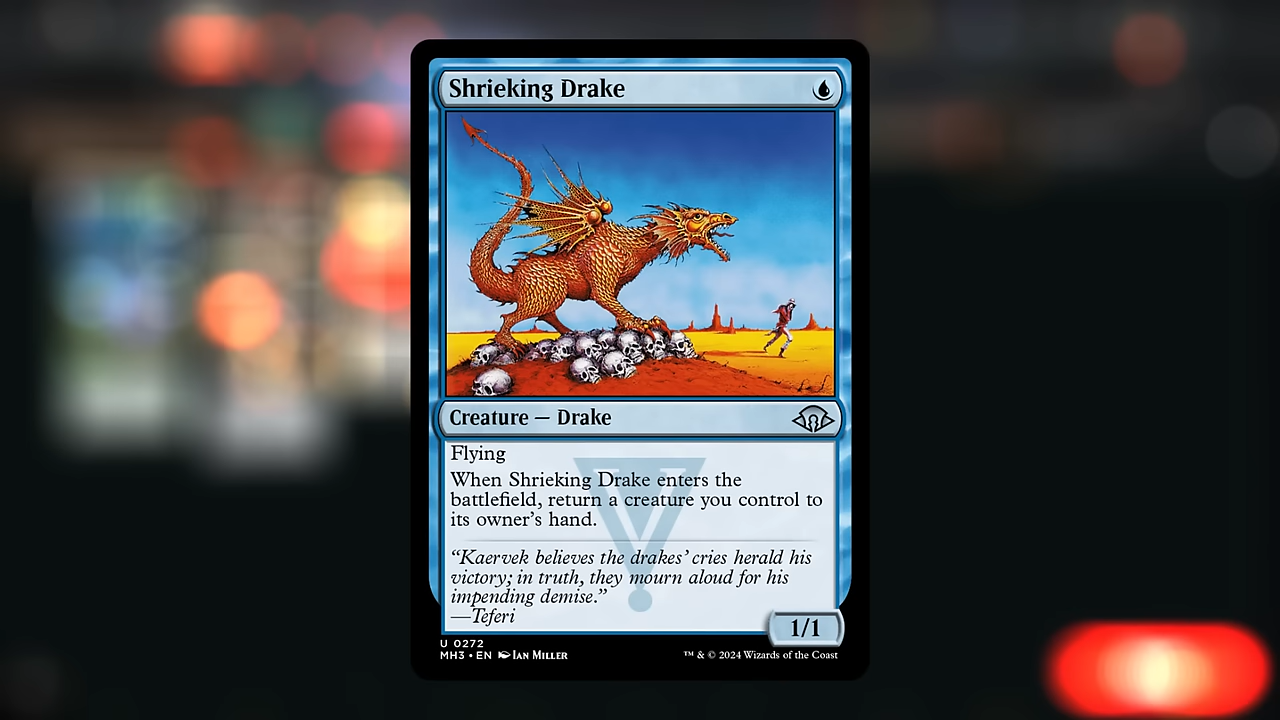 Shrieking Drake
Creature — Drake
Flying
When Shrieking Drake enters the
battlefield, return a creature you control to
its owner's hand.
“Kaervek believes the drakes’ cries herald his
victory; in truth, they mourn aloud for his
impending demise.”
—Teferi
1/1
U 0272
MH3 • EN Ian Miller
™ & © 2024 Wizards of the Coast